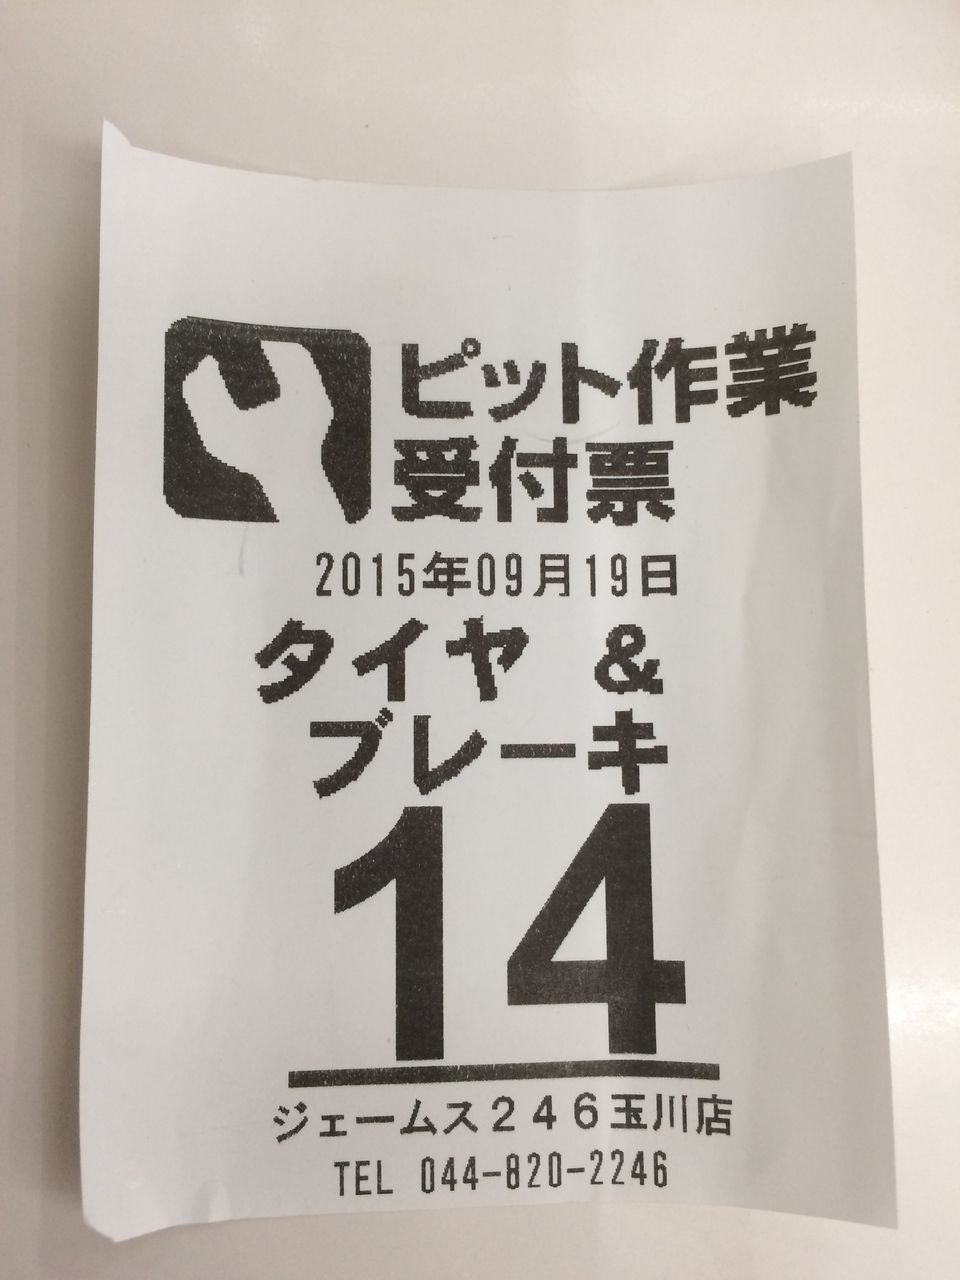 ピット作業
受付票
2015年09月19日
タイヤ &
ブレーキ
14
ジェームス246玉川店
TEL 044-820-2246